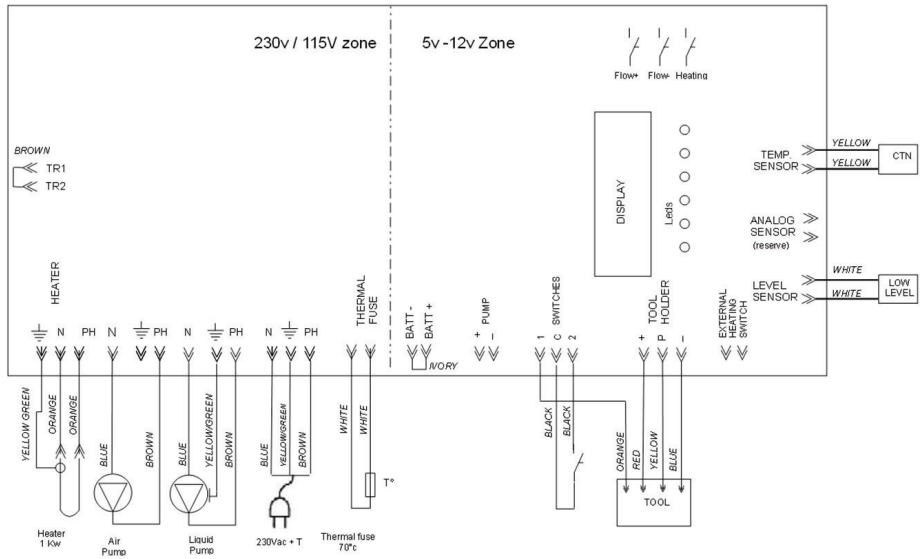 230v / 115V zone
5v -12v Zone
Flow+ Flow- Heating
BROWN
TR1
TR2
DISPLAY
Leds
TEMP.
SENSOR
YELLOW
YELLOW
CTN
ANALOG
SENSOR
(reserve)
LEVEL
SENSOR
WHITE
WHITE
LOW
LEVEL
HEATER
N PH N PH N PH N PH
THERMAL
FUSE
BATT -
BATT +
IVORY
+ PUMP -
SWITCHES
1 C 2
TOOL
HOLDER
+ P -
EXTERNAL
HEATING
SWITCH
YELLOW GREEN
ORANGE
ORANGE
BLUE
BROWN
BLUE
YELLOW/GREEN
BROWN
BLUE
YELLOW/GREEN
BROWN
WHITE
WHITE
BLACK
BLACK
ORANGE
RED
YELLOW
BLUE
T°
TOOL
Heater
1 Kw
Air
Pump
Liquid
Pump
230Vac + T
Thermal fuse
70°c